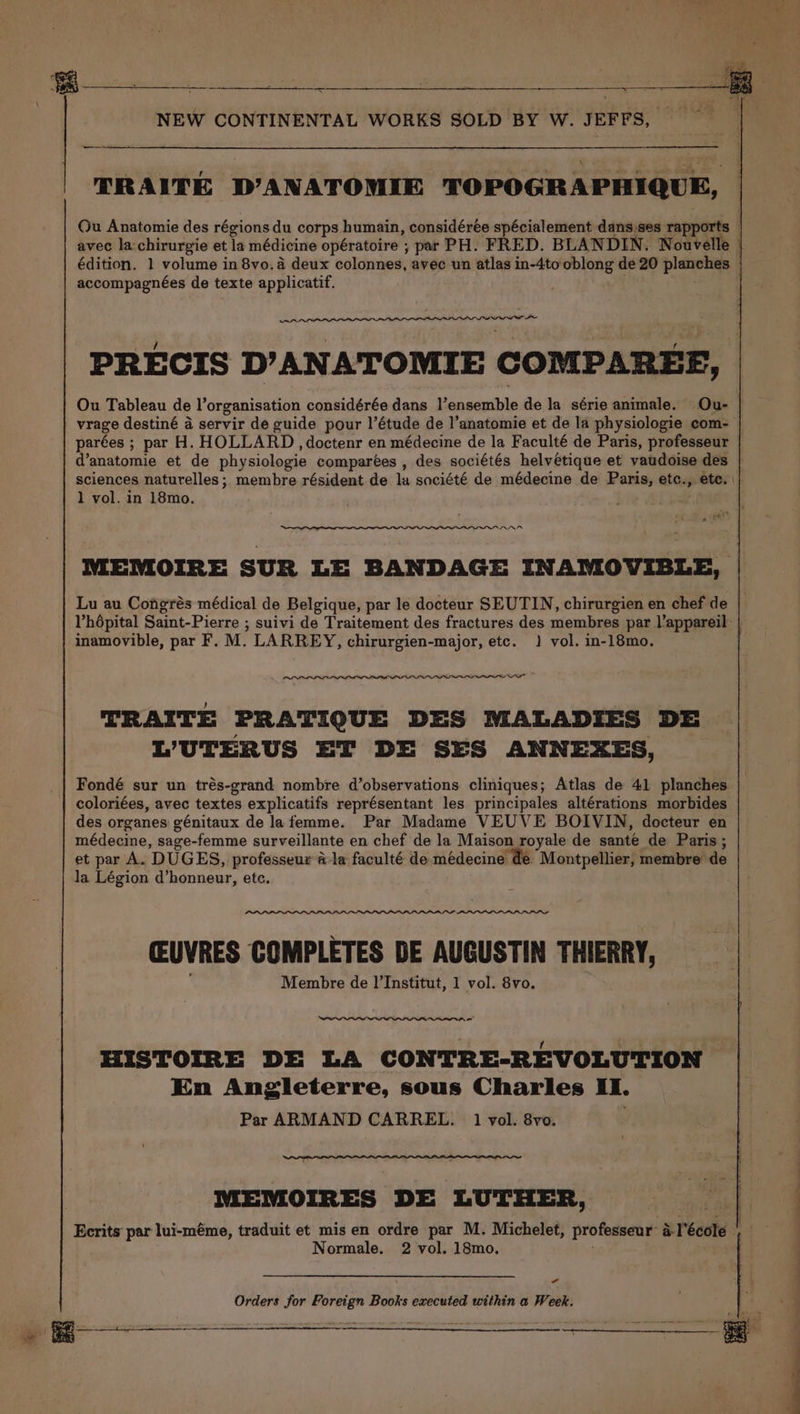 NEW CONTINENTAL WORKS SOLD BY W. JEFFS,
TRAITÉ D'ANATOMIE TOPOGRAPHIQUE,
Ou Anatomie des régions du corps humain, considérée spécialement dans ses rapports
avec la chirurgie et la médicine opératoire ; par PH. FRED. BLANDIN. Nouvelle
édition. 1 volume in 8vo. à deux colonnes, avec un atlas in-4to oblong de 20 planches
accompagnées de texte applicatif.
PRÉCIS D'ANATOMIE COMPARÉE,
Ou Tableau de l'organisation considérée dans l'ensemble de la série animale. Ou-
vrage destiné à servir de guide pour l'étude de l'anatomie et de la physiologie com-
parées ; par H. HOLLARD, doctenr en médecine de la Faculté de Paris, professeur
d'anatomie et de physiologie comparées, des sociétés helvétique et vaudoise des
sciences naturelles ; membre résident de la société de médecine de Paris, etc., etc.
1 vol. in 18mo.
MEMOIRE SUR LE BANDAGE INAMOVIBLE,
Lu au Congrès médical de Belgique, par le docteur SEUTIN, chirurgien en chef de
l'hôpital Saint-Pierre ; suivi de Traitement des fractures des membres par l'appareil
inamovible, par F. M. LARREY, chirurgien-major, etc. 1 vol. in-18mo.
TRAITÉ PRATIQUE DES MALADIES DE
L'UTÉRUS ET DE SES ANNEXES,
Fondé sur un très-grand nombre d'observations cliniques; Atlas de 41 planches
coloriées, avec textes explicatifs représentant les principales altérations morbides
des organes génitaux de la femme. Par Madame VEUVE BOIVIN, docteur en
médecine, sage-femme surveillante en chef de la Maison royale de santé de Paris ;
et par A. DUGES, professeur à la faculté de médecine de Montpellier, membre de
la Légion d'honneur, etc.
ŒUVRES COMPLÈTES DE AUGUSTIN THIERRY,
Membre de l'Institut, 1 vol. 8vo.
HISTOIRE DE LA CONTRE-RÉVOLUTION
En Angleterre, sous Charles II.
Par ARMAND CARREL. 1 vol. 8vo.
MEMOIRES DE LUTHER,
Ecrits par lui-même, traduit et mis en ordre par M. Michelet, professeur à l'école
Normale. 2 vol. 18mo.
Orders for Foreign Books executed within a Week.